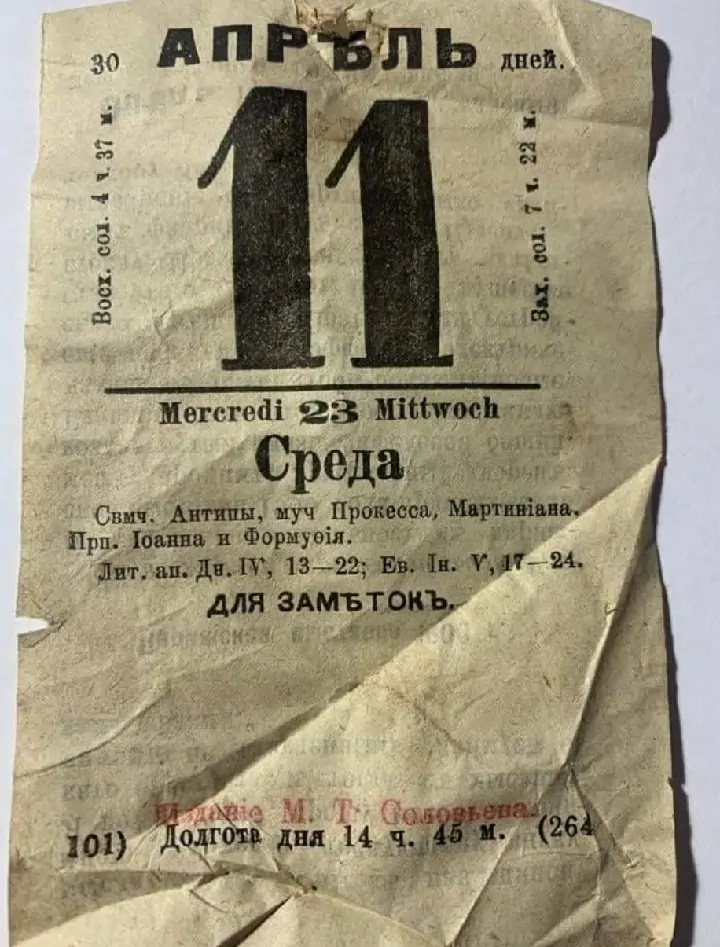 30 АПРѢЛЬ дней.
Восх. сол. 4 ч. 37 м.
11
Зах. сол. 7 ч. 22 м.
Mercredi 23 Mittwoch
Среда
Свмч. Антипы, муч Прокесса, Мартиніана.
Прп. Іоанна и Формуѳія.
Лит. ап. Дн. IV, 13—22; Ев. Ін. V, 17—24.
ДЛЯ ЗАМѢТОКЪ.
Изданіе М. Т. Соловьева.
101) Долгота дня 14 ч. 45 м. (264